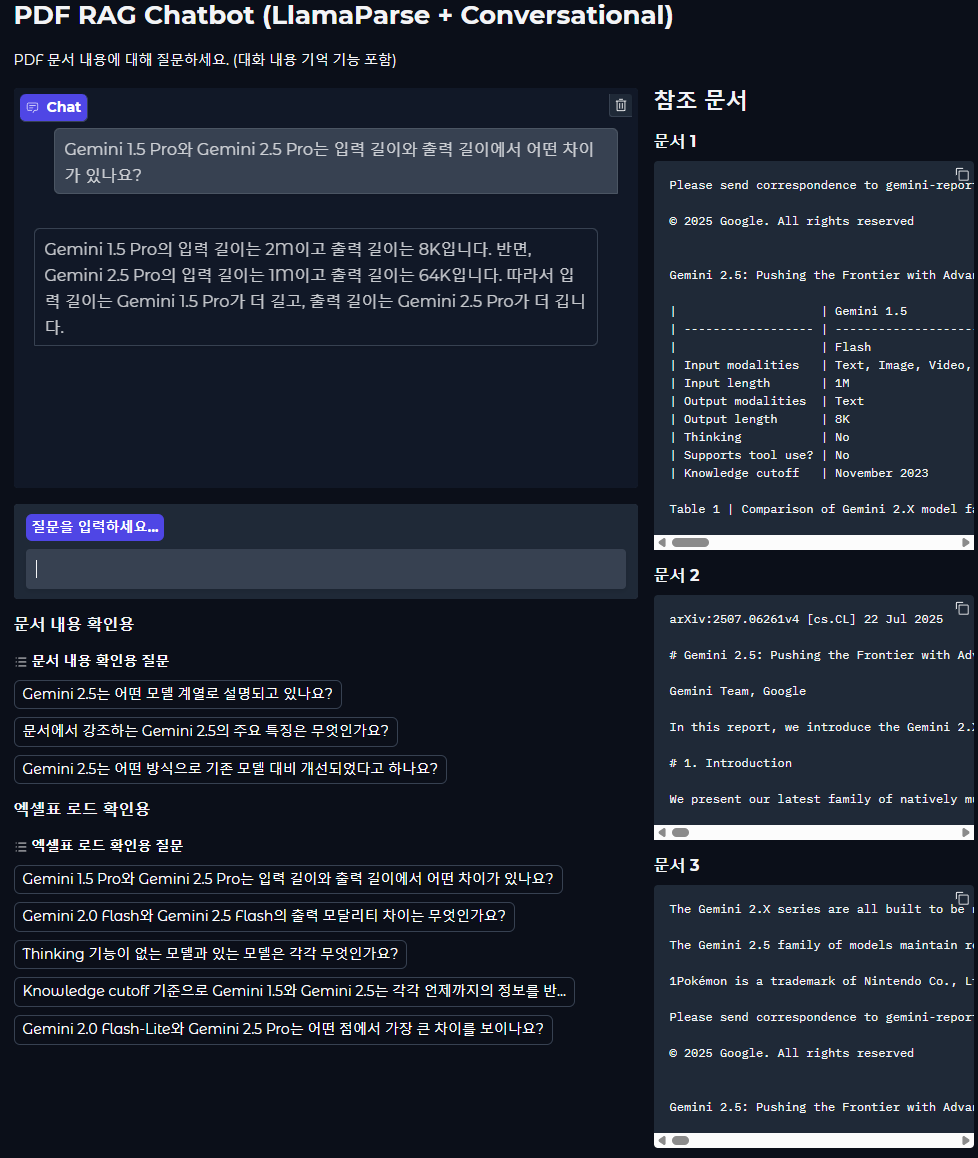 PDF RAG Chatbot (LlamaParse + Conversational)
PDF 문서 내용에 대해 질문하세요. (대화 내용 기억 기능 포함)
Chat
Gemini 1.5 Pro와 Gemini 2.5 Pro는 입력 길이와 출력 길이에서 어떤 차이
가 있나요?
Gemini 1.5 Pro의 입력 길이는 2M이고 출력 길이는 8K입니다. 반면,
Gemini 2.5 Pro의 입력 길이는 1M이고 출력 길이는 64K입니다. 따라서 입
력 길이는 Gemini 1.5 Pro가 더 길고, 출력 길이는 Gemini 2.5 Pro가 더 깁니
다.
질문을 입력하세요...
문서 내용 확인용
문서 내용 확인용 질문
Gemini 2.5는 어떤 모델 계열로 설명되고 있나요?
문서에서 강조하는 Gemini 2.5의 주요 특징은 무엇인가요?
Gemini 2.5는 어떤 방식으로 기존 모델 대비 개선되었다고 하나요?
엑셀표 로드 확인용
엑셀표 로드 확인용 질문
Gemini 1.5 Pro와 Gemini 2.5 Pro는 입력 길이와 출력 길이에서 어떤 차이가 있나요?
Gemini 2.0 Flash와 Gemini 2.5 Flash의 출력 모달리티 차이는 무엇인가요?
Thinking 기능이 없는 모델과 있는 모델은 각각 무엇인가요?
Knowledge cutoff 기준으로 Gemini 1.5와 Gemini 2.5는 각각 언제까지의 정보를 반...
Gemini 2.0 Flash-Lite와 Gemini 2.5 Pro는 어떤 점에서 가장 큰 차이를 보이나요?
참조 문서
문서 1
Please send correspondence to gemini-repor
© 2025 Google. All rights reserved
Gemini 2.5: Pushing the Frontier with Adva
| | Gemini 1.5
| ------------------ | -------------------
| | Flash
| Input modalities | Text, Image, Video,
| Input length | 1M
| Output modalities | Text
| Output length | 8K
| Thinking | No
| Supports tool use? | No
| Knowledge cutoff | November 2023
Table 1 | Comparison of Gemini 2.X model fa
문서 2
arXiv:2507.06261v4 [cs.CL] 22 Jul 2025
# Gemini 2.5: Pushing the Frontier with Adv
Gemini Team, Google
In this report, we introduce the Gemini 2.X
# 1. Introduction
We present our latest family of natively mu
문서 3
The Gemini 2.X series are all built to be
The Gemini 2.5 family of models maintain re
1Pokémon is a trademark of Nintendo Co., Lt
Please send correspondence to gemini-repor
© 2025 Google. All rights reserved
Gemini 2.5: Pushing the Frontier with Adva